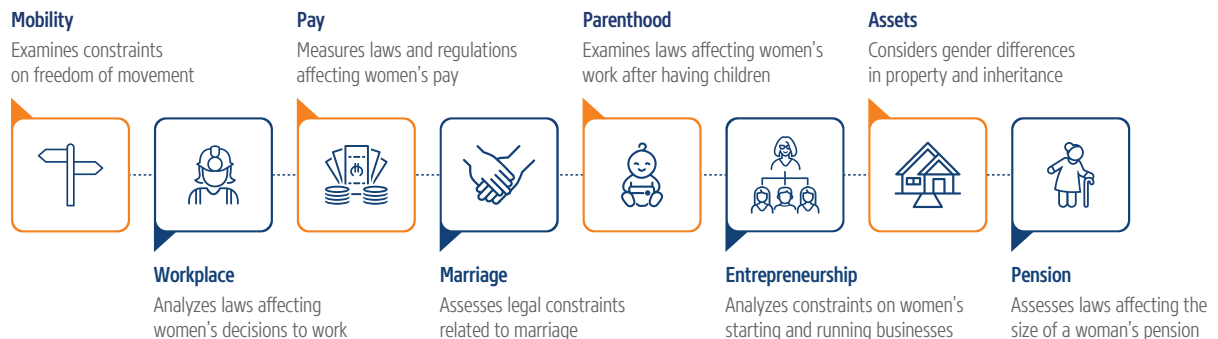 Mobility
Examines constraints
on freedom of movement
Pay
Measures laws and regulations
affecting women's pay
Parenthood
Examines laws affecting women's
work after having children
Assets
Considers gender differences
in property and inheritance
Workplace
Analyzes laws affecting
women's decisions to work
Marriage
Assesses legal constraints
related to marriage
Entrepreneurship
Analyzes constraints on women's
starting and running businesses
Pension
Assesses laws affecting the
size of a woman's pension